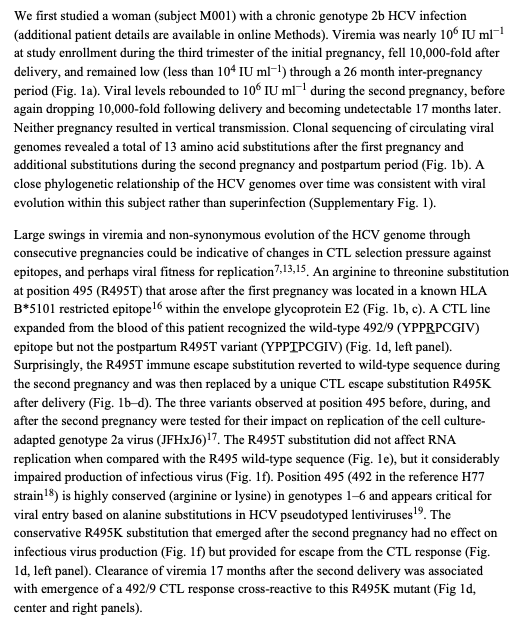 We first studied a woman (subject M001) with a chronic genotype 2b HCV infection
(additional patient details are available in online Methods). Viremia was nearly 10⁶ IU ml⁻¹
at study enrollment during the third trimester of the initial pregnancy, fell 10,000-fold after
delivery, and remained low (less than 10⁴ IU ml⁻¹) through a 26 month inter-pregnancy
period (Fig. 1a). Viral levels rebounded to 10⁶ IU ml⁻¹ during the second pregnancy, before
again dropping 10,000-fold following delivery and becoming undetectable 17 months later.
Neither pregnancy resulted in vertical transmission. Clonal sequencing of circulating viral
genomes revealed a total of 13 amino acid substitutions after the first pregnancy and
additional substitutions during the second pregnancy and postpartum period (Fig. 1b). A
close phylogenetic relationship of the HCV genomes over time was consistent with viral
evolution within this subject rather than superinfection (Supplementary Fig. 1).
Large swings in viremia and non-synonymous evolution of the HCV genome through
consecutive pregnancies could be indicative of changes in CTL selection pressure against
epitopes, and perhaps viral fitness for replication⁷,¹³,¹⁵. An arginine to threonine substitution
at position 495 (R495T) that arose after the first pregnancy was located in a known HLA
B*5101 restricted epitope¹⁶ within the envelope glycoprotein E2 (Fig. 1b, c). A CTL line
expanded from the blood of this patient recognized the wild-type 492/9 (YPPRPCGIV)
epitope but not the postpartum R495T variant (YPPTPCGIV) (Fig. 1d, left panel).
Surprisingly, the R495T immune escape substitution reverted to wild-type sequence during
the second pregnancy and was then replaced by a unique CTL escape substitution R495K
after delivery (Fig. 1b–d). The three variants observed at position 495 before, during, and
after the second pregnancy were tested for their impact on replication of the cell culture-
adapted genotype 2a virus (JFHxJ6)¹⁷. The R495T substitution did not affect RNA
replication when compared with the R495 wild-type sequence (Fig. 1e), but it considerably
impaired production of infectious virus (Fig. 1f). Position 495 (492 in the reference H77
strain¹⁸) is highly conserved (arginine or lysine) in genotypes 1–6 and appears critical for
viral entry based on alanine substitutions in HCV pseudotyped lentiviruses¹⁹. The
conservative R495K substitution that emerged after the second pregnancy had no effect on
infectious virus production (Fig. 1f) but provided for escape from the CTL response (Fig.
1d, left panel). Clearance of viremia 17 months after the second delivery was associated
with emergence of a 492/9 CTL response cross-reactive to this R495K mutant (Fig 1d,
center and right panels).